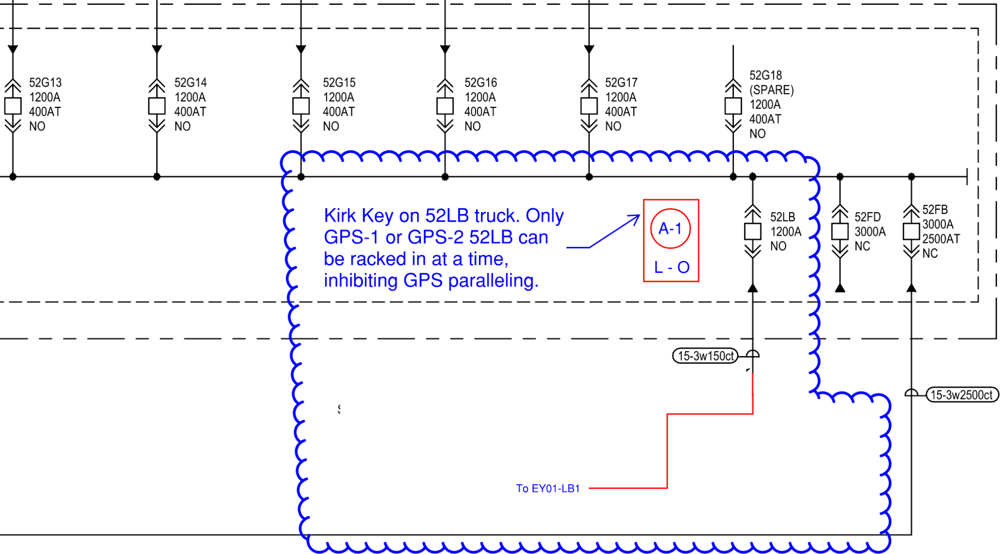 52G13
1200A
400AT
NO
52G14
1200A
400AT
NO
52G15
1200A
400AT
NO
52G16
1200A
400AT
NO
52G17
1200A
400AT
NO
52G18
(SPARE)
1200A
400AT
NO
Kirk Key on 52LB truck. Only
GPS-1 or GPS-2 52LB can
be racked in at a time,
inhibiting GPS paralleling.
A-1
L - O
52LB
1200A
NO
52FD
3000A
NC
52FB
3000A
2500AT
NC
15-3w150ct
15-3w2500ct
To EY01-LB1